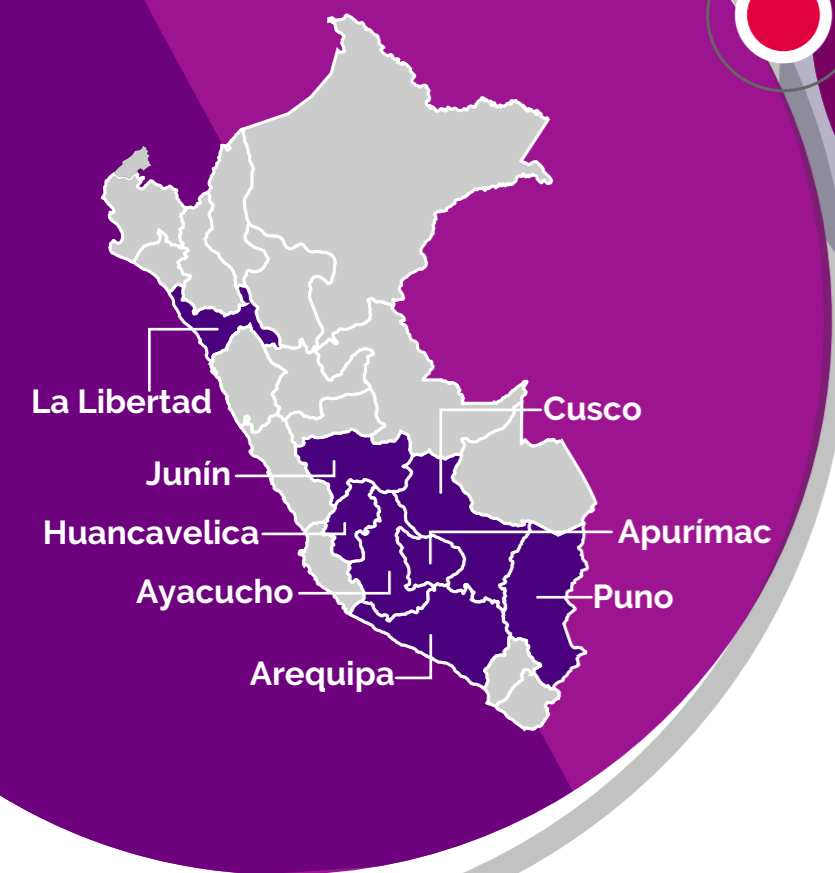 La Libertad
Cusco
Junín
Huancavelica
Apurímac
Ayacucho
Puno
Arequipa